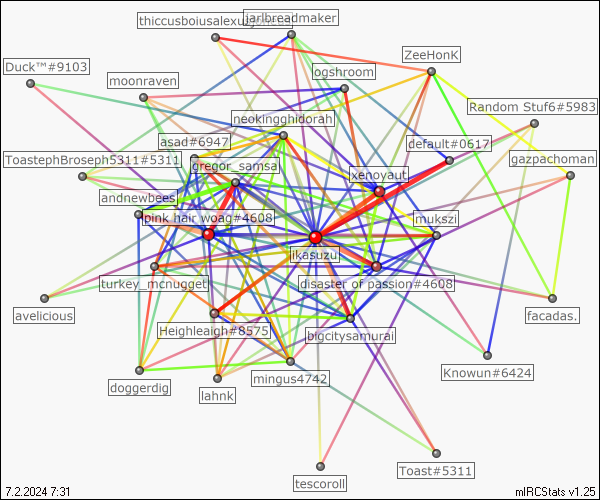 thiccusboiusalexu
jarlbreadmaker
ZeeHonK
Duck™#9103
moonraven
ogshroom
Random Stuf6#5983
neokingghidorah
asad#6947
default#0617
ToastephBroseph5311#5311
gregor_samsa
gazpachoman
xenoyaut
andnewbees
pink hair woag#4608
mukszi
jikasuzuj
turkey_mcnugget
disaster of passion#4608
avelicious
facadas.
Heighleaigh#8575
bigcitysamurai
Knowun#6424
doggerdig
lahnk
mingus4742
Toast#5311
tescoroll
7.2.2024 7:31
mIRCStats v1.25